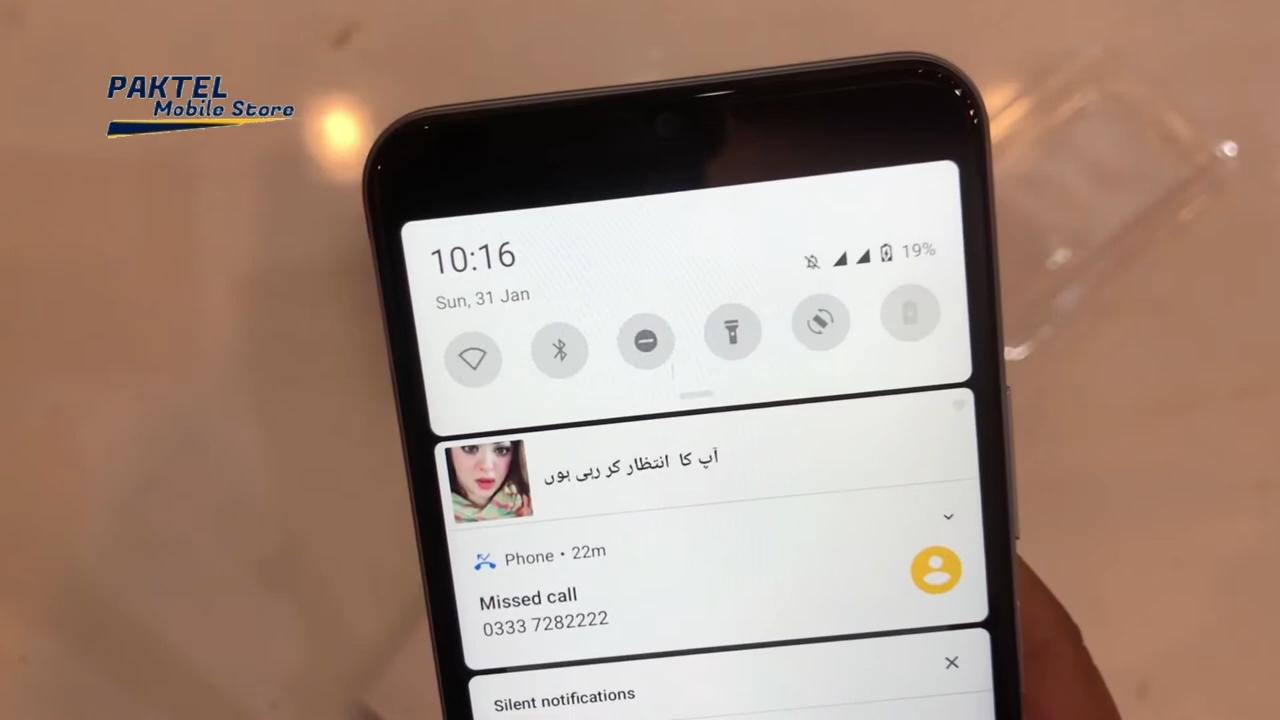 PAKTEL
Mobile Store
10:16
19%
Sun, 31 Jan
آپ کا انتظار کر رہی ہوں
Phone • 22m
Missed call
0333 7282222
Silent notifications